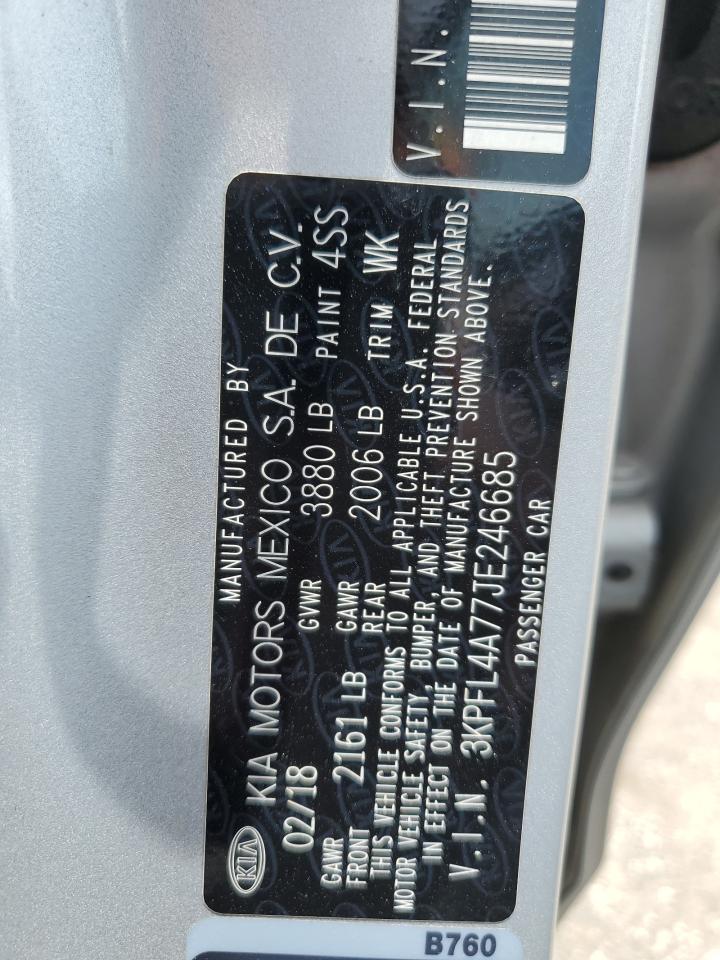 V.I.N.
KIA
MANUFACTURED BY
KIA MOTORS MEXICO S.A. DE C.V.
02/18 GVWR 3880 LB PAINT 4SS
GAWR FRONT 2161 LB GAWR REAR 2006 LB TRIM WK
THIS VEHICLE CONFORMS TO ALL APPLICABLE U.S.A. FEDERAL
MOTOR VEHICLE SAFETY, BUMPER, AND THEFT PREVENTION STANDARDS
IN EFFECT ON THE DATE OF MANUFACTURE SHOWN ABOVE.
V.I.N. 3KPFL4A77JE246685
PASSENGER CAR
B760